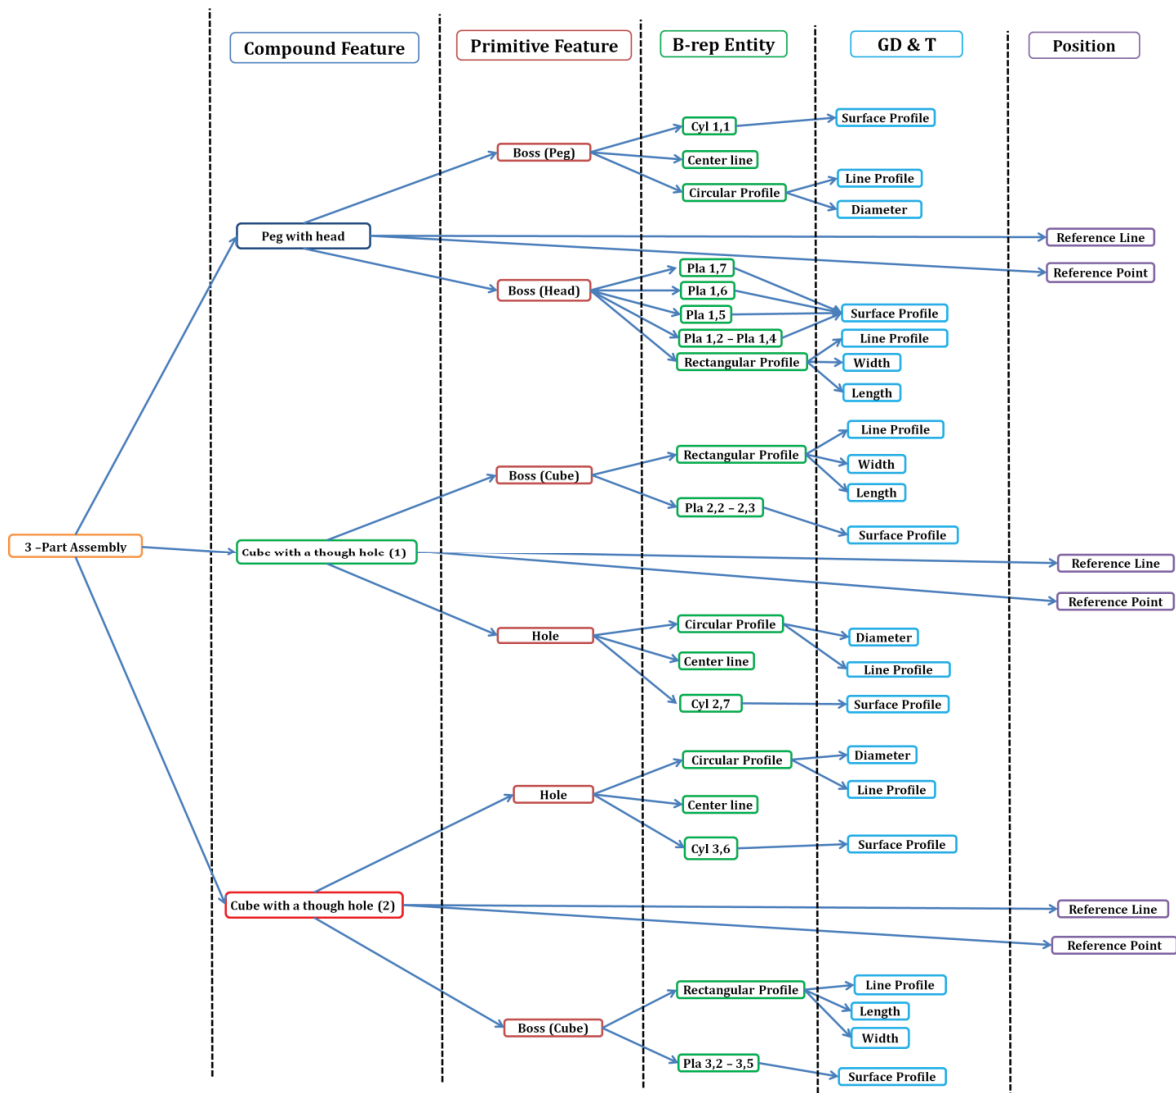 Compound Feature
Primitive Feature
B-rep Entity
GD & T
Position
Cyl 1,1
Surface Profile
Boss (Peg)
Center line
Circular Profile
Line Profile
Diameter
Peg with head
Reference Line
Reference Point
Boss (Head)
Pla 1,7
Pla 1,6
Pla 1,5
Surface Profile
Pla 1,2 – Pla 1,4
Line Profile
Rectangular Profile
Width
Length
Line Profile
Boss (Cube)
Rectangular Profile
Width
Length
Pla 2,2 – 2,3
Surface Profile
3 –Part Assembly
Cube with a though hole (1)
Reference Line
Reference Point
Hole
Circular Profile
Diameter
Center line
Line Profile
Cyl 2,7
Surface Profile
Circular Profile
Diameter
Hole
Line Profile
Center line
Cyl 3,6
Surface Profile
Cube with a though hole (2)
Reference Line
Reference Point
Rectangular Profile
Line Profile
Length
Boss (Cube)
Width
Pla 3,2 – 3,5
Surface Profile